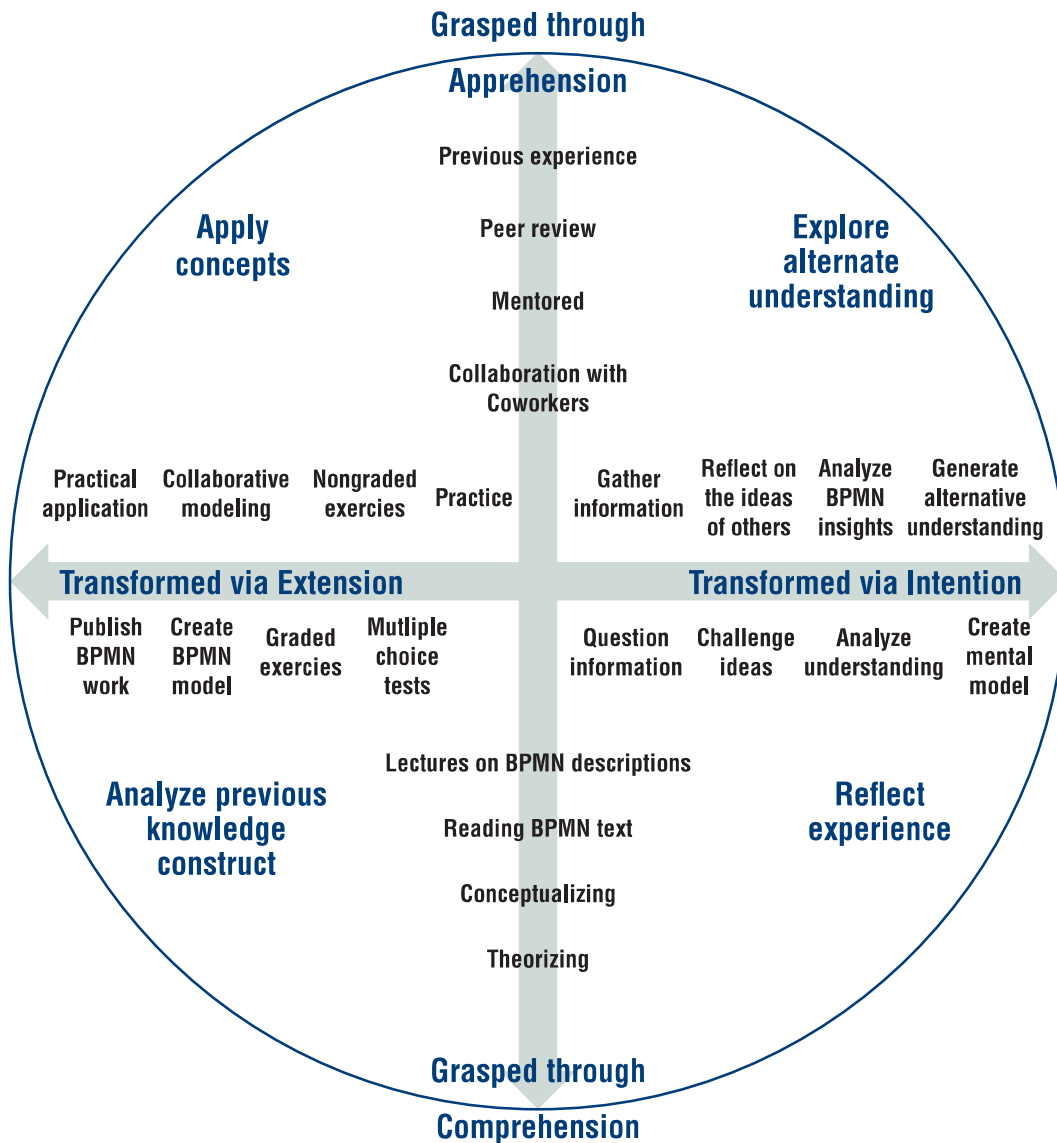 Grasped through
Apprehension
Previous experience
Peer review
Mentored
Collaboration with
Coworkers
Apply
concepts
Explore
alternate
understanding
Practical
application
Collaborative
modeling
Nongraded
exercies
Practice
Gather
information
Reflect on
the ideas
of others
Analyze
BPMN
insights
Generate
alternative
understanding
Transformed via Extension
Transformed via Intention
Publish
BPMN
work
Create
BPMN
model
Graded
exercies
Mutliple
choice
tests
Question
information
Challenge
ideas
Analyze
understanding
Create
mental
model
Lectures on BPMN descriptions
Reading BPMN text
Conceptualizing
Theorizing
Analyze previous
knowledge
construct
Reflect
experience
Grasped through
Comprehension